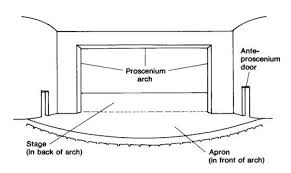 Ante-
proscenium
door
Proscenium
arch
Stage
(in back of arch)
Apron
(in front of arch)